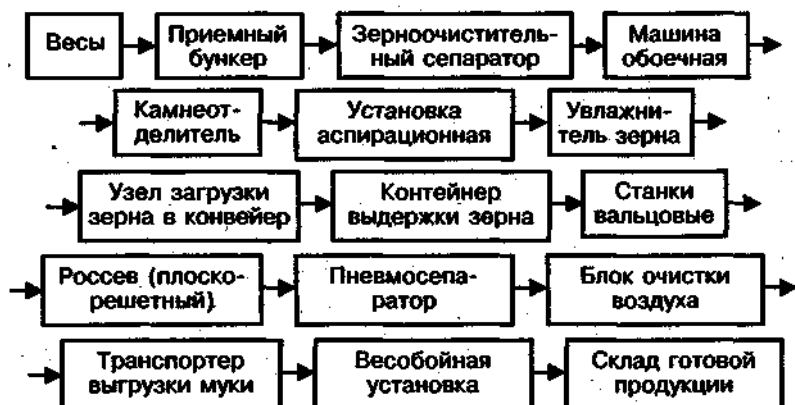 Весы Приемный Зерноочиститель- Машина
бункер ный сепаратор обоечная
Камнеот- Установка Увлажни-
делитель аспирационная тель зерна
Узел загрузки Контейнер Станки
зерна в конвейер выдержки зерна вальцовые
Россев (плоско- Пневмосепа- Блок очистки
решетный) ратор воздуха
Транспортер Весобойная Склад готовой
выгрузки муки установка продукции